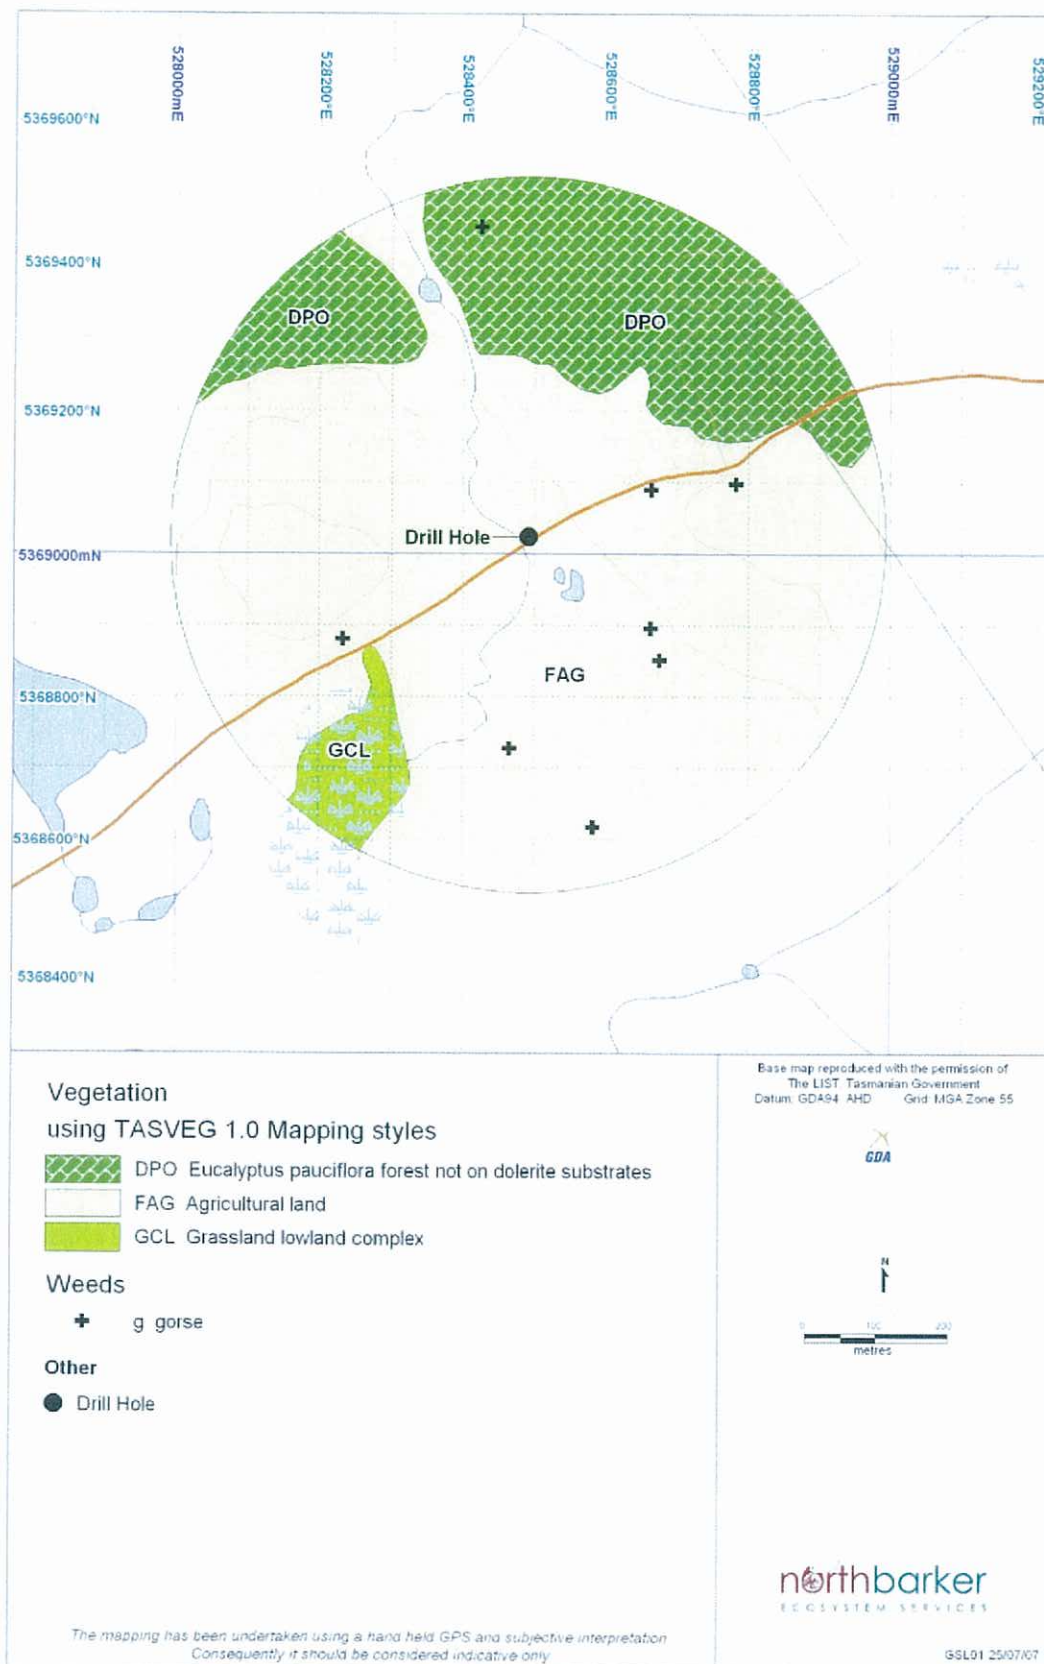 528000mE
528200°E
528400°E
528600°E
528800°E
529000mE
529200°E
5369600°N
5369400°N
DPO
DPO
5369200°N
Drill Hole
5369000mN
FAG
5368800°N
GCL
5368600°N
5368400°N
Vegetation
using TASVEG 1.0 Mapping styles
DPO Eucalyptus pauciflora forest not on dolerite substrates
FAG Agricultural land
GCL Grassland lowland complex
Weeds
g gorse
Other
Drill Hole
Base map reproduced with the permission of
The LIST Tasmanian Government
Datum: GDA94 AHD Grid: MGA Zone 55
GDA
N
0 100 200
metres
northbarker
ECOSYSTEM SERVICES
The mapping has been undertaken using a hand held GPS and subjective interpretation
Consequently it should be considered indicative only
GSL01 25/07/07